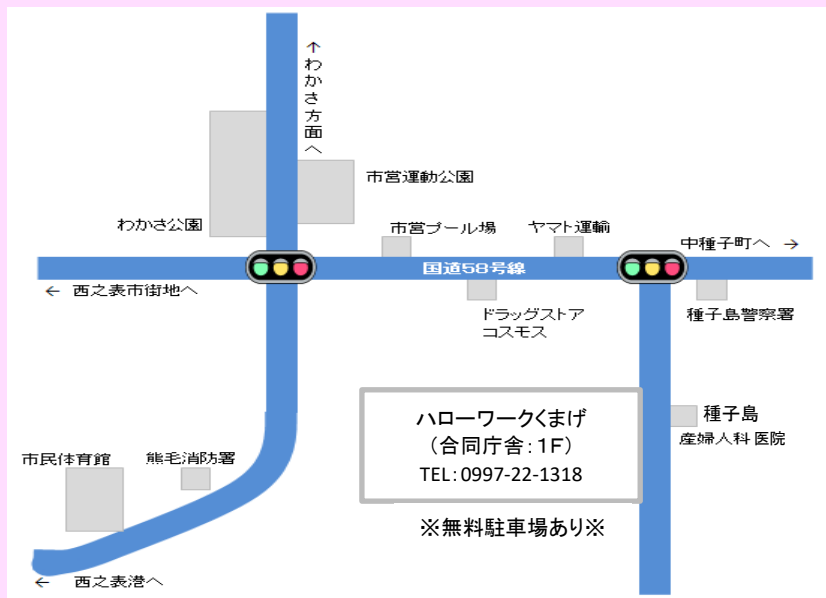 ↑わかさ方面へ
市営運動公園
わかさ公園
市営プール場
ヤマト運輸
中種子町へ →
国道58号線
← 西之表市街地へ
ドラッグストア
コスモス
種子島警察署
ハローワークくまげ
（合同庁舎：１Ｆ）
TEL：0997-22-1318
種子島
産婦人科医院
市民体育館
熊毛消防署
※無料駐車場あり※
← 西之表港へ